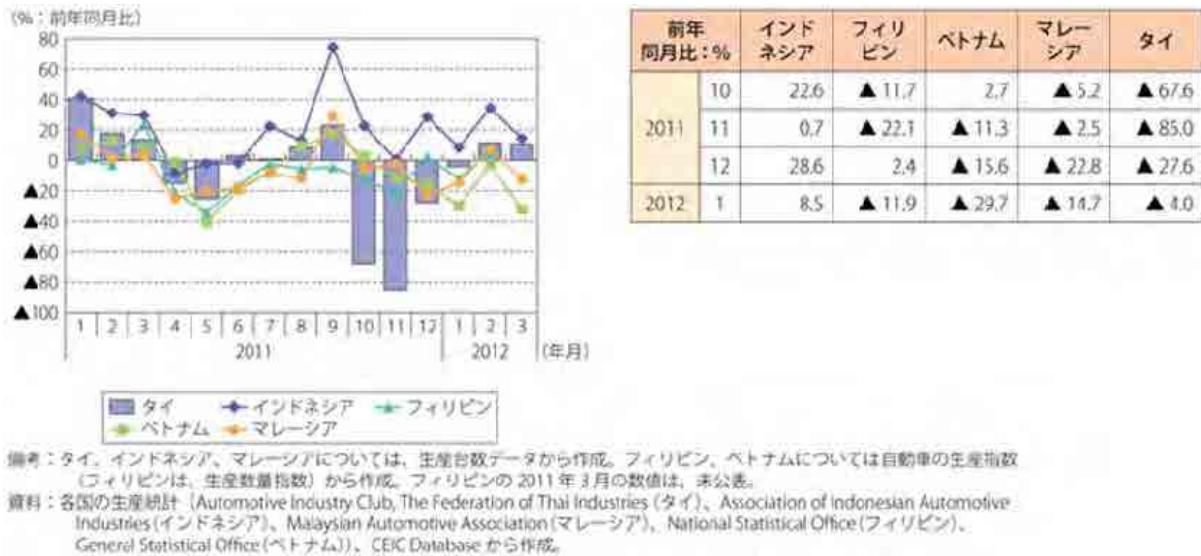 (%：前年同月比)
80
60
40
20
0
▲20
▲40
▲60
▲80
▲100
1 2 3 4 5 6 7 8 9 10 11 12 1 2 3
2011 2012 (年月)
タイ インドネシア フィリピン
ベトナム マレーシア
前年同月比：% インドネシア フィリピン ベトナム マレーシア タイ
2011 10 22.6 ▲11.7 2.7 ▲5.2 ▲67.6
11 0.7 ▲22.1 ▲11.3 ▲2.5 ▲85.0
12 28.6 2.4 ▲15.6 ▲22.8 ▲27.6
2012 1 8.5 ▲11.9 ▲29.7 ▲14.7 ▲4.0
備考：タイ、インドネシア、マレーシアについては、生産台数データから作成。フィリピン、ベトナムについては自動車の生産指数
（フィリピンは、生産数量指数）から作成。フィリピンの 2011 年 3 月の数値は、未公表。
資料：各国の生産統計（Automotive Industry Club, The Federation of Thai Industries（タイ）、Association of Indonesian Automotive
Industries（インドネシア）、Malaysian Automotive Association（マレーシア）、National Statistical Office（フィリピン）、
General Statistical Office（ベトナム））、CEIC Database から作成。